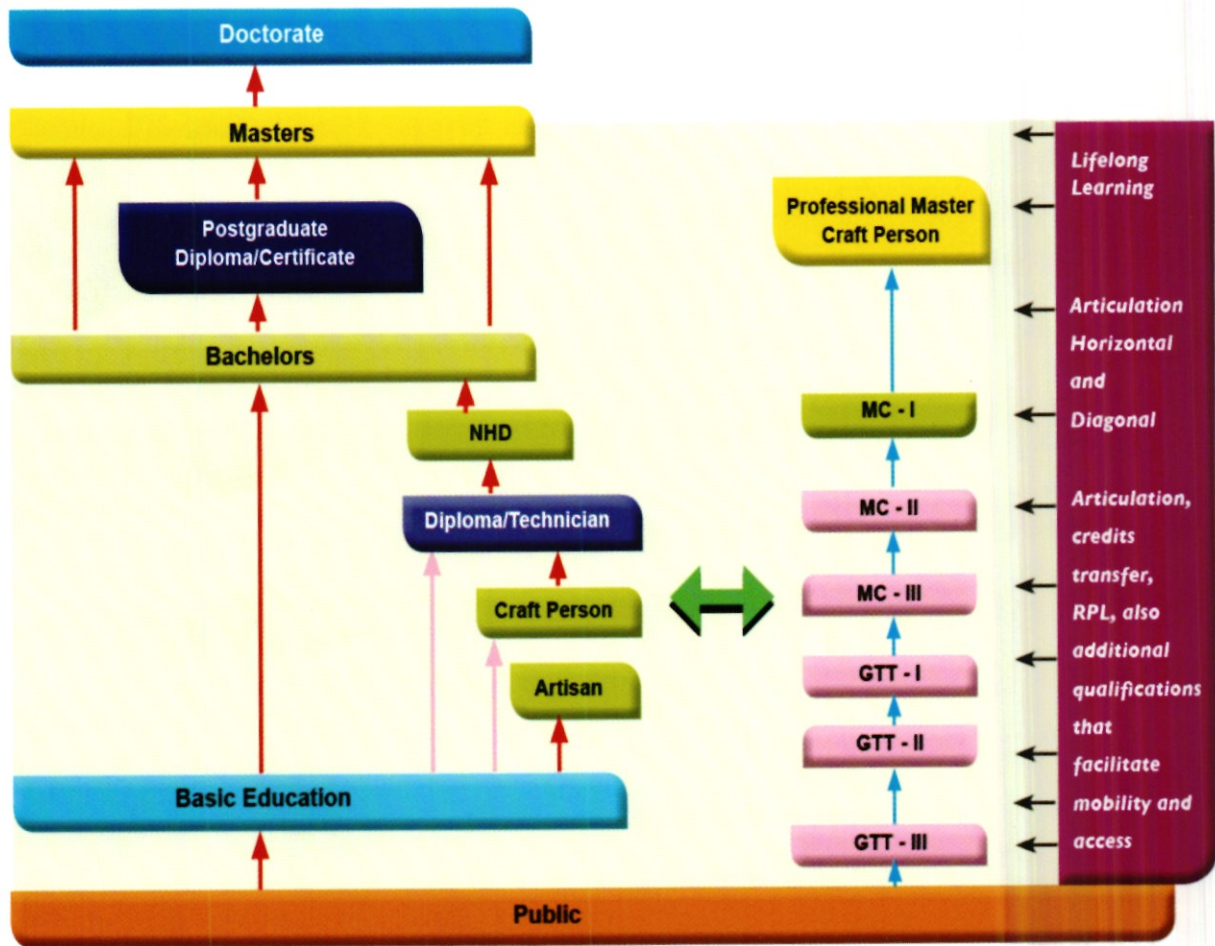 Doctorate
Masters
Postgraduate
Diploma/Certificate
Bachelors
NHD
Diploma/Technician
Craft Person
Artisan
Basic Education
Public
Professional Master
Craft Person
MC - I
MC - II
MC - III
GTT - I
GTT - II
GTT - III
Lifelong
Learning
Articulation
Horizontal
and
Diagonal
Articulation,
credits
transfer,
RPL, also
additional
qualifications
that
facilitate
mobility and
access